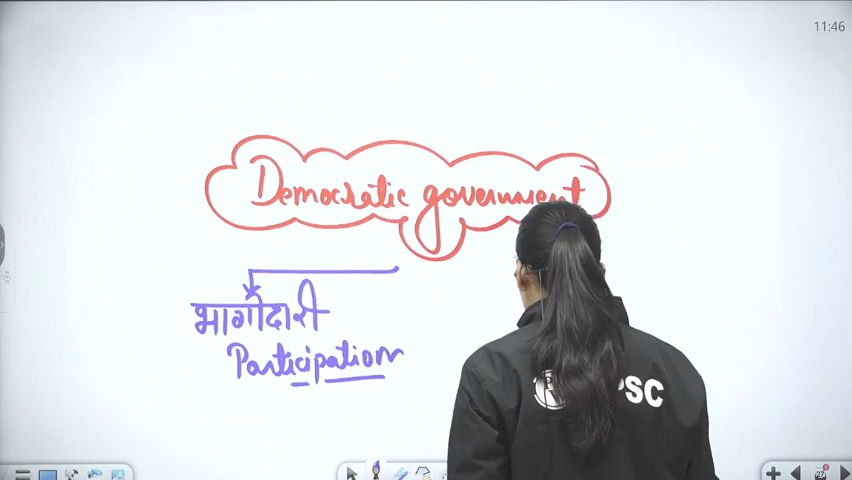 11:46
Democratic government
भागीदारी
Participation
PSC